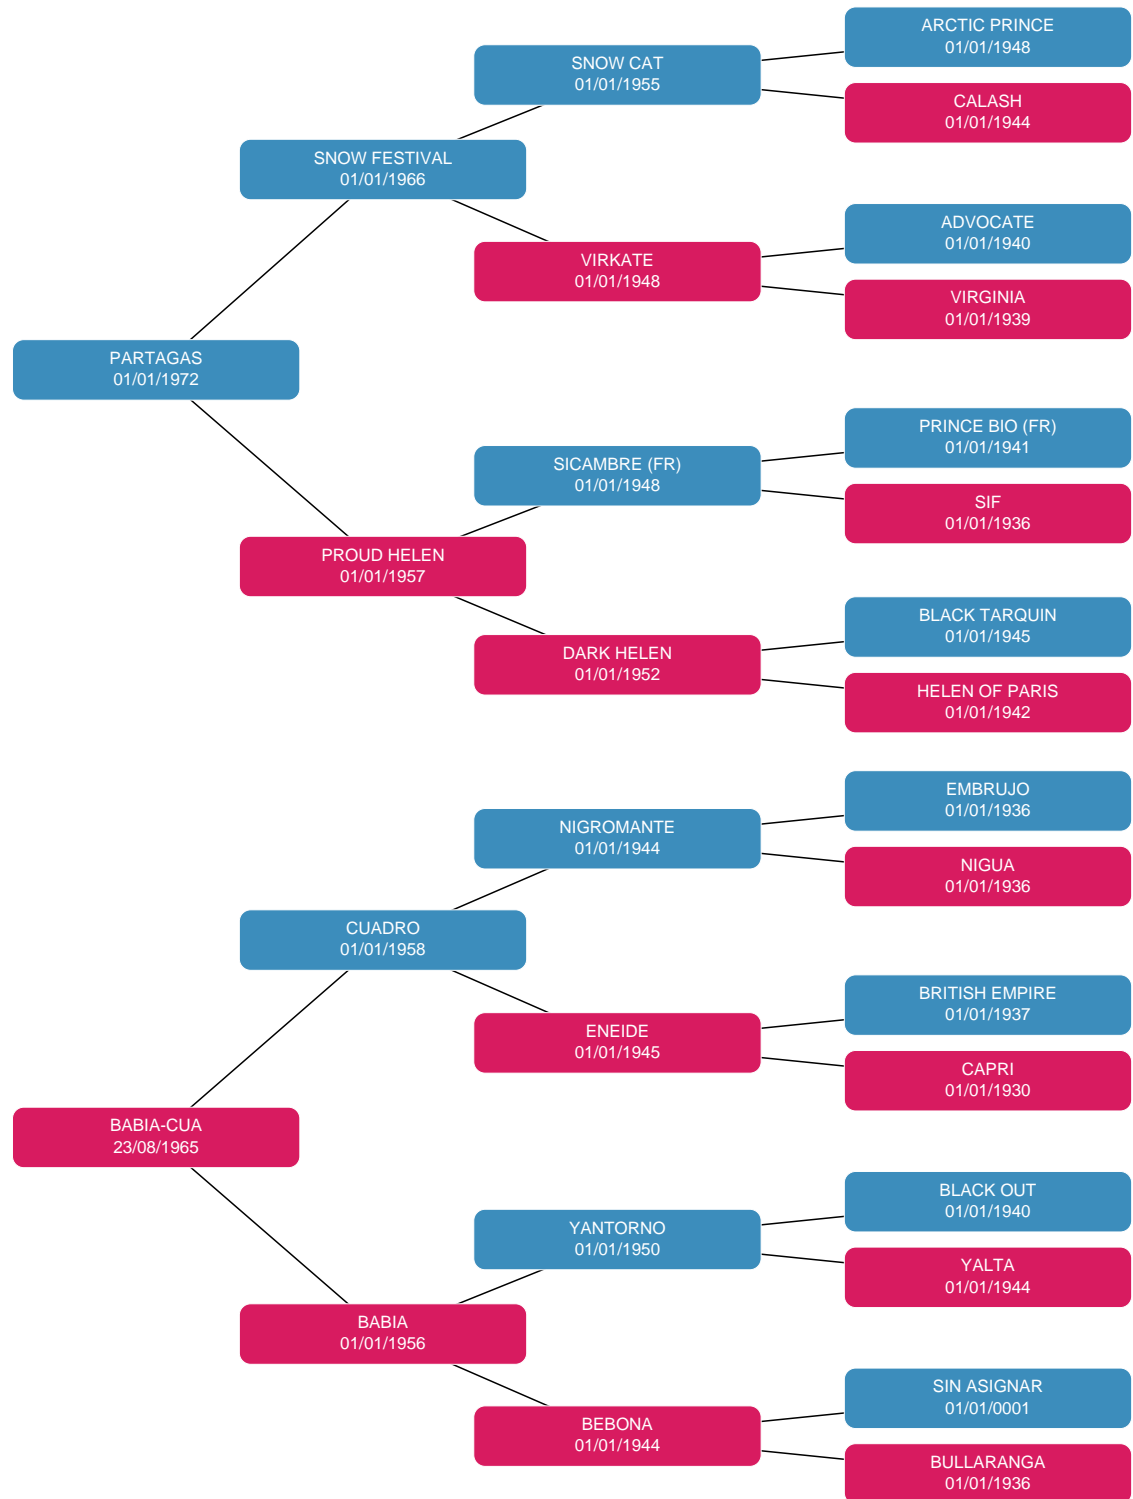 ARCTIC PRINCE
01/01/1948
SNOW CAT
01/01/1955
CALASH
01/01/1944
SNOW FESTIVAL
01/01/1966
ADVOCATE
01/01/1940
VIRKATE
01/01/1948
VIRGINIA
01/01/1939
PARTAGAS
01/01/1972
PRINCE BIO (FR)
01/01/1941
SICAMBRE (FR)
01/01/1948
SIF
01/01/1936
PROUD HELEN
01/01/1957
BLACK TARQUIN
01/01/1945
DARK HELEN
01/01/1952
HELEN OF PARIS
01/01/1942
EMBRUJO
01/01/1936
NIGROMANTE
01/01/1944
NIGUA
01/01/1936
CUADRO
01/01/1958
BRITISH EMPIRE
01/01/1937
ENEIDE
01/01/1945
CAPRI
01/01/1930
BABIA-CUA
23/08/1965
BLACK OUT
01/01/1940
YANTORNO
01/01/1950
YALTA
01/01/1944
BABIA
01/01/1956
SIN ASIGNAR
01/01/0001
BEBONA
01/01/1944
BULLARANGA
01/01/1936